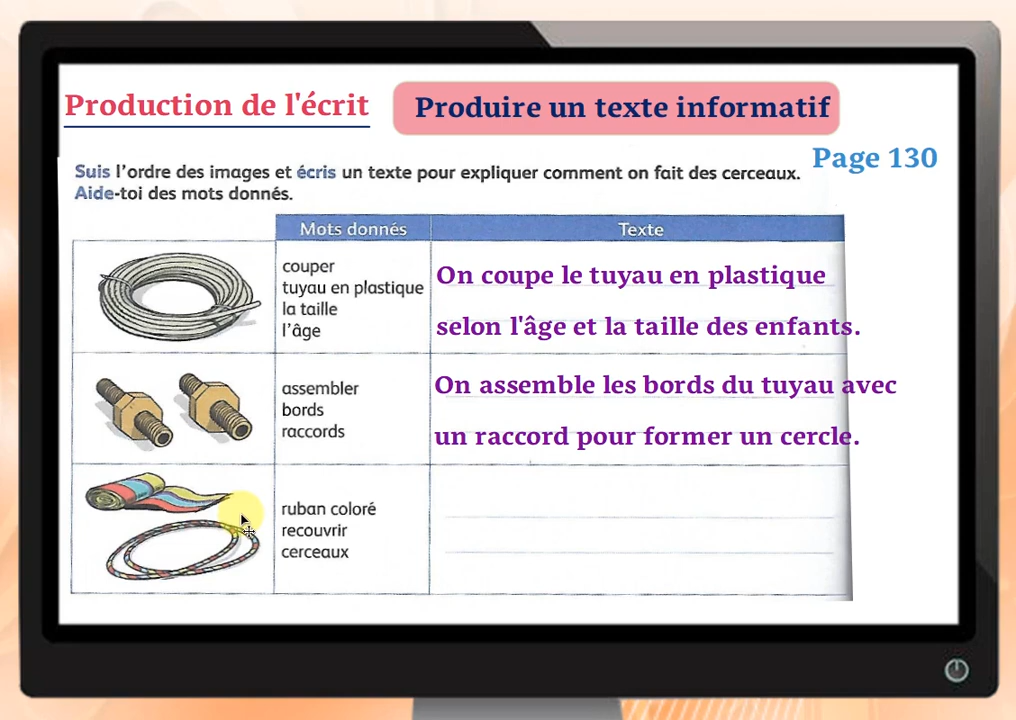 Production de l'écrit
Produire un texte informatif
Page 130
Suis l'ordre des images et écris un texte pour expliquer comment on fait des cerceaux.
Aide-toi des mots donnés.
Mots donnés
Texte
couper
tuyau en plastique
la taille
l'âge
On coupe le tuyau en plastique
selon l'âge et la taille des enfants.
assembler
bords
raccords
On assemble les bords du tuyau avec
un raccord pour former un cercle.
ruban coloré
recouvrir
cerceaux